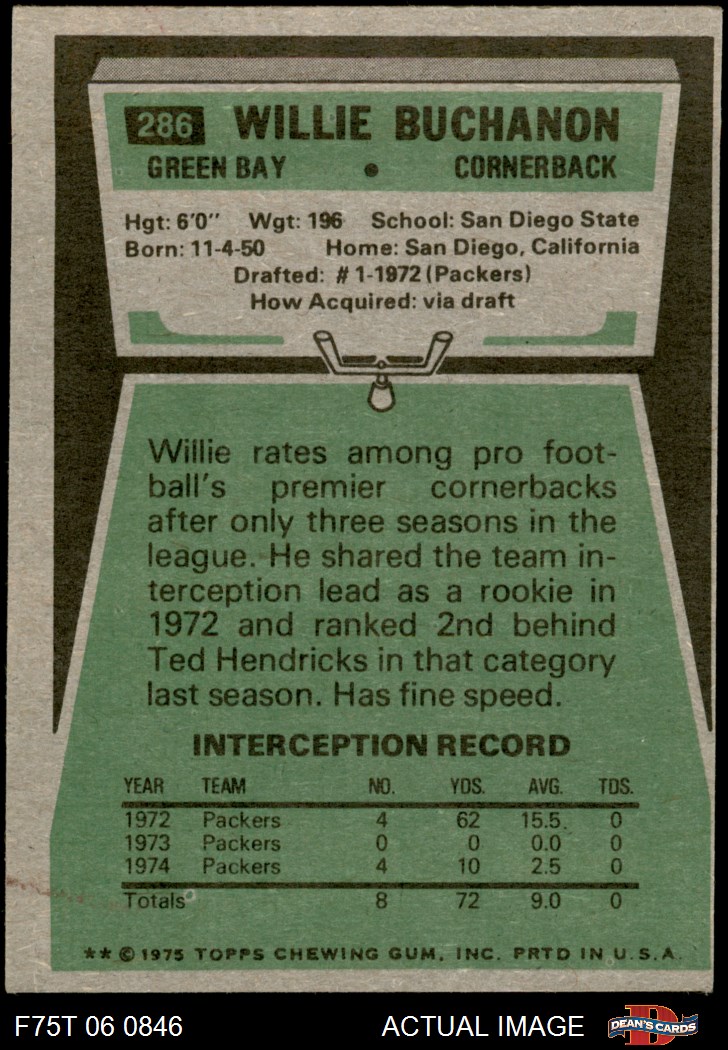 286 WILLIE BUCHANON
GREEN BAY • CORNERBACK
Hgt: 6'0" Wgt: 196 School: San Diego State
Born: 11-4-50 Home: San Diego, California
Drafted: #1-1972 (Packers)
How Acquired: via draft
Willie rates among pro foot-
ball's premier cornerbacks
after only three seasons in the
league. He shared the team in-
terception lead as a rookie in
1972 and ranked 2nd behind
Ted Hendricks in that category
last season. Has fine speed.
INTERCEPTION RECORD
YEAR TEAM NO. YDS. AVG. TDS.
1972 Packers 4 62 15.5 0
1973 Packers 0 0 0.0 0
1974 Packers 4 10 2.5 0
Totals 8 72 9.0 0
** © 1975 TOPPS CHEWING GUM, INC. PRTD IN U.S.A.
F75T 06 0846 ACTUAL IMAGE DEAN'S CARDS